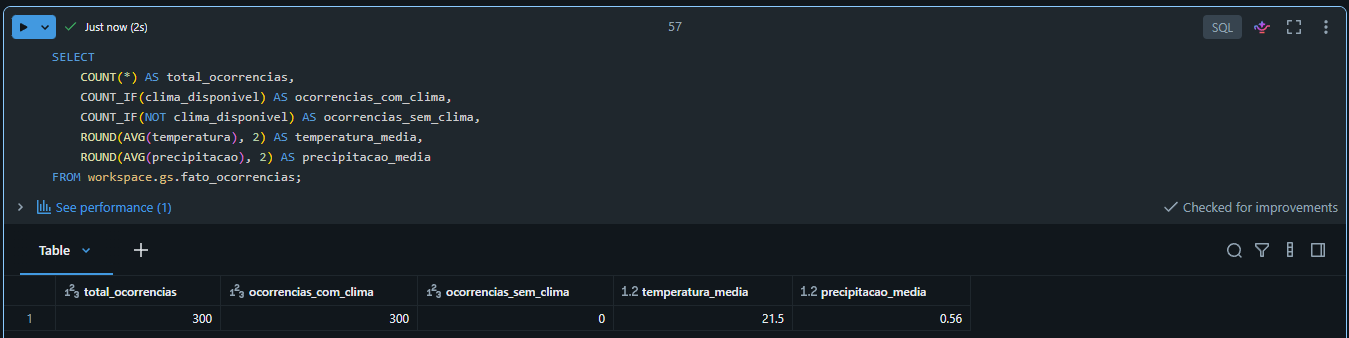 Just now (2s)
57
SQL
SELECT
COUNT(*) AS total_ocorrencias,
COUNT_IF(clima_disponivel) AS ocorrencias_com_clima,
COUNT_IF(NOT clima_disponivel) AS ocorrencias_sem_clima,
ROUND(AVG(temperatura), 2) AS temperatura_media,
ROUND(AVG(precipitacao), 2) AS precipitacao_media
FROM workspace.gs.fato_ocorrencias;
See performance (1)
Checked for improvements
Table
123 total_ocorrencias 123 ocorrencias_com_clima 123 ocorrencias_sem_clima 1.2 temperatura_media 1.2 precipitacao_media
1 300 300 0 21.5 0.56